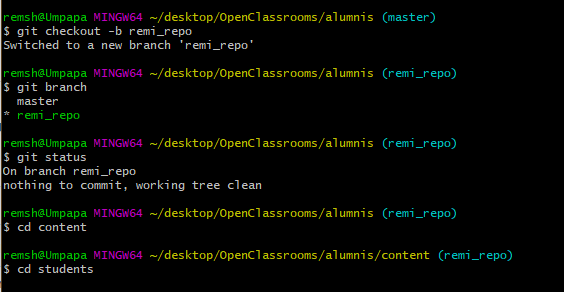 remsh@Umpapa MINGW64 ~/desktop/OpenClassrooms/alumnis (master)
$ git checkout -b remi_repo
Switched to a new branch 'remi_repo'
remsh@Umpapa MINGW64 ~/desktop/OpenClassrooms/alumnis (remi_repo)
$ git branch
  master
* remi_repo
remsh@Umpapa MINGW64 ~/desktop/OpenClassrooms/alumnis (remi_repo)
$ git status
On branch remi_repo
nothing to commit, working tree clean
remsh@Umpapa MINGW64 ~/desktop/OpenClassrooms/alumnis (remi_repo)
$ cd content
remsh@Umpapa MINGW64 ~/desktop/OpenClassrooms/alumnis/content (remi_repo)
$ cd students